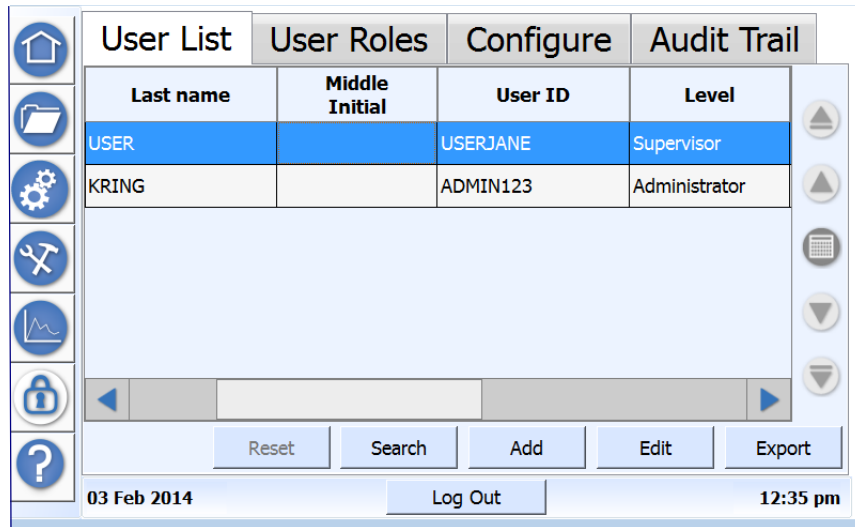 User List User Roles Configure Audit Trail
Last name Middle Initial User ID Level
USER USERJANE Supervisor
KRING ADMIN123 Administrator
Reset Search Add Edit Export
03 Feb 2014 Log Out 12:35 pm